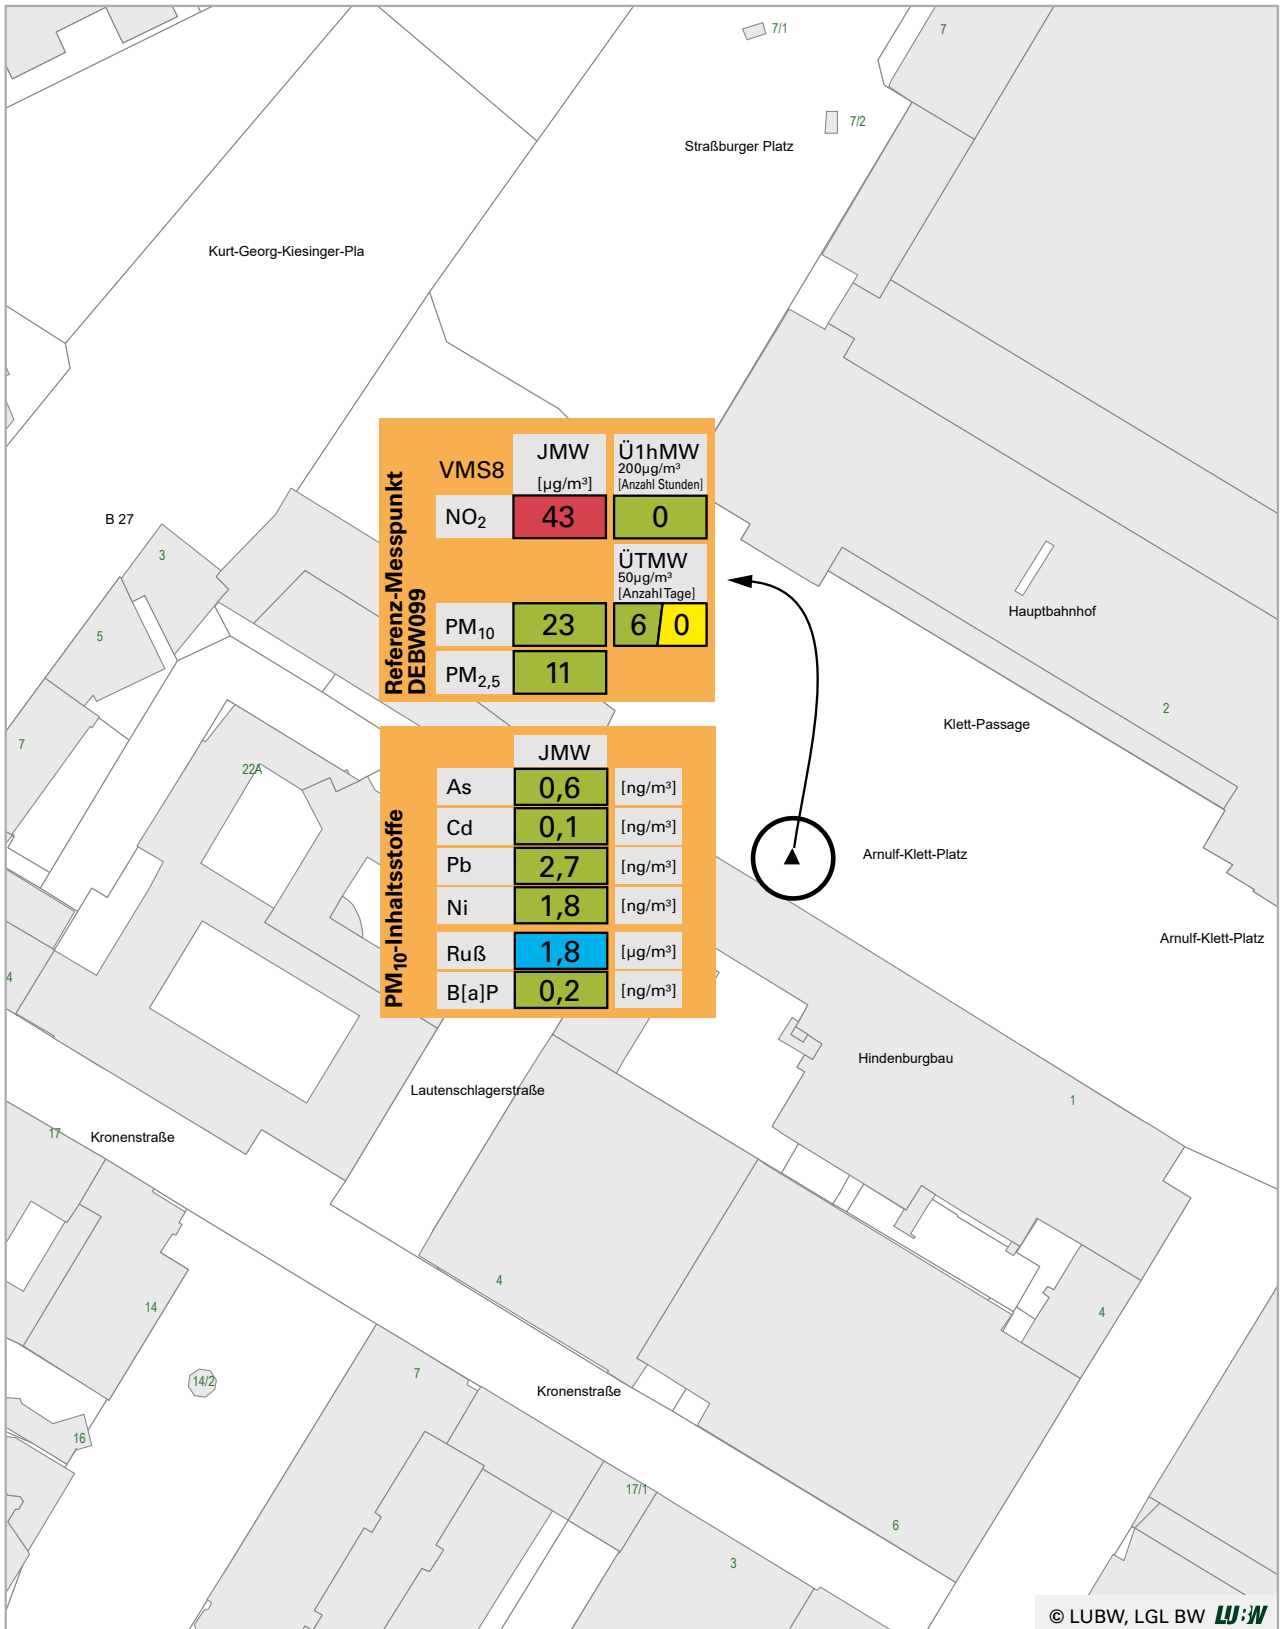 7/1
7
7/2
Straßburger Platz
Kurt-Georg-Kiesinger-Pla
Referenz-Messpunkt
DEBW099
VMS8
JMW
[µg/m³]
Ü1hMW
200µg/m³
[Anzahl Stunden]
NO₂ 43 0
ÜTMW
50µg/m³
[Anzahl Tage]
PM₁₀ 23 6 / 0
PM₂,₅ 11
B 27
3
5
7
22A
Hauptbahnhof
2
Klett-Passage
PM₁₀-Inhaltsstoffe
JMW
As 0,6 [ng/m³]
Cd 0,1 [ng/m³]
Pb 2,7 [ng/m³]
Ni 1,8 [ng/m³]
Ruß 1,8 [µg/m³]
B[a]P 0,2 [ng/m³]
Arnulf-Klett-Platz
Arnulf-Klett-Platz
4
Hindenburgbau
1
Lautenschlagerstraße
17
Kronenstraße
4
14
4
7
14/2
Kronenstraße
16
17/1
6
3
© LUBW, LGL BW LUBW